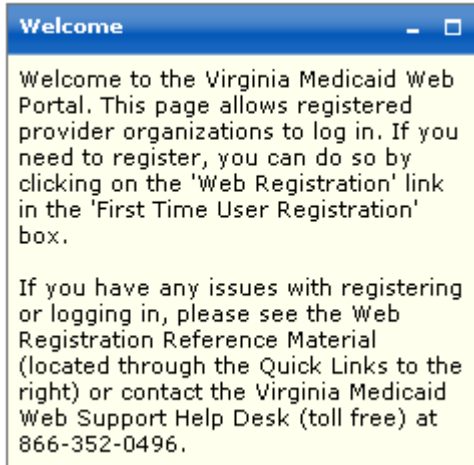 Welcome
Welcome to the Virginia Medicaid Web
Portal. This page allows registered
provider organizations to log in. If you
need to register, you can do so by
clicking on the 'Web Registration' link
in the 'First Time User Registration'
box.
If you have any issues with registering
or logging in, please see the Web
Registration Reference Material
(located through the Quick Links to the
right) or contact the Virginia Medicaid
Web Support Help Desk (toll free) at
866-352-0496.